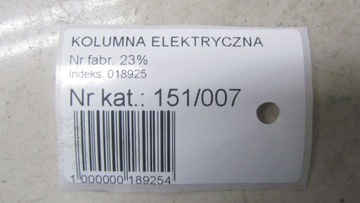 KOLUMNA ELEKTRYCZNA
Nr fabr. 23%
Indeks: 018925
Nr kat.: 151/007
1 000000 189254